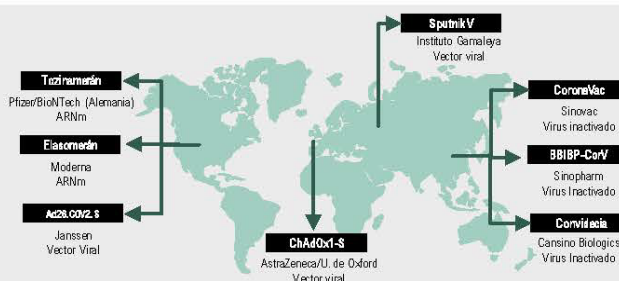 Sputnik V
Instituto Gamaleya
Vector viral
Tozinamerán
Pfizer/BioNTech (Alemania)
ARNm
Elasomerán
Moderna
ARNm
Ad26.COV2.S
Janssen
Vector Viral
ChAdOx1-S
AstraZeneca/U. de Oxford
Vector viral
CoronaVac
Sinovac
Virus inactivado
BBIBP-CorV
Sinopharm
Virus Inactivado
Convidecia
Cansino Biologics
Virus Inactivado